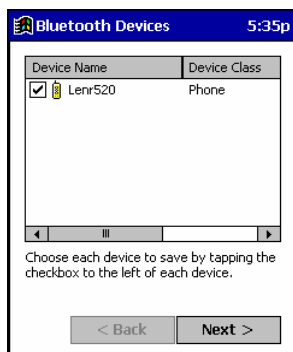 Bluetooth Devices 5:35p
Device Name Device Class
Lenr520 Phone
Choose each device to save by tapping the
checkbox to the left of each device.
< Back Next >